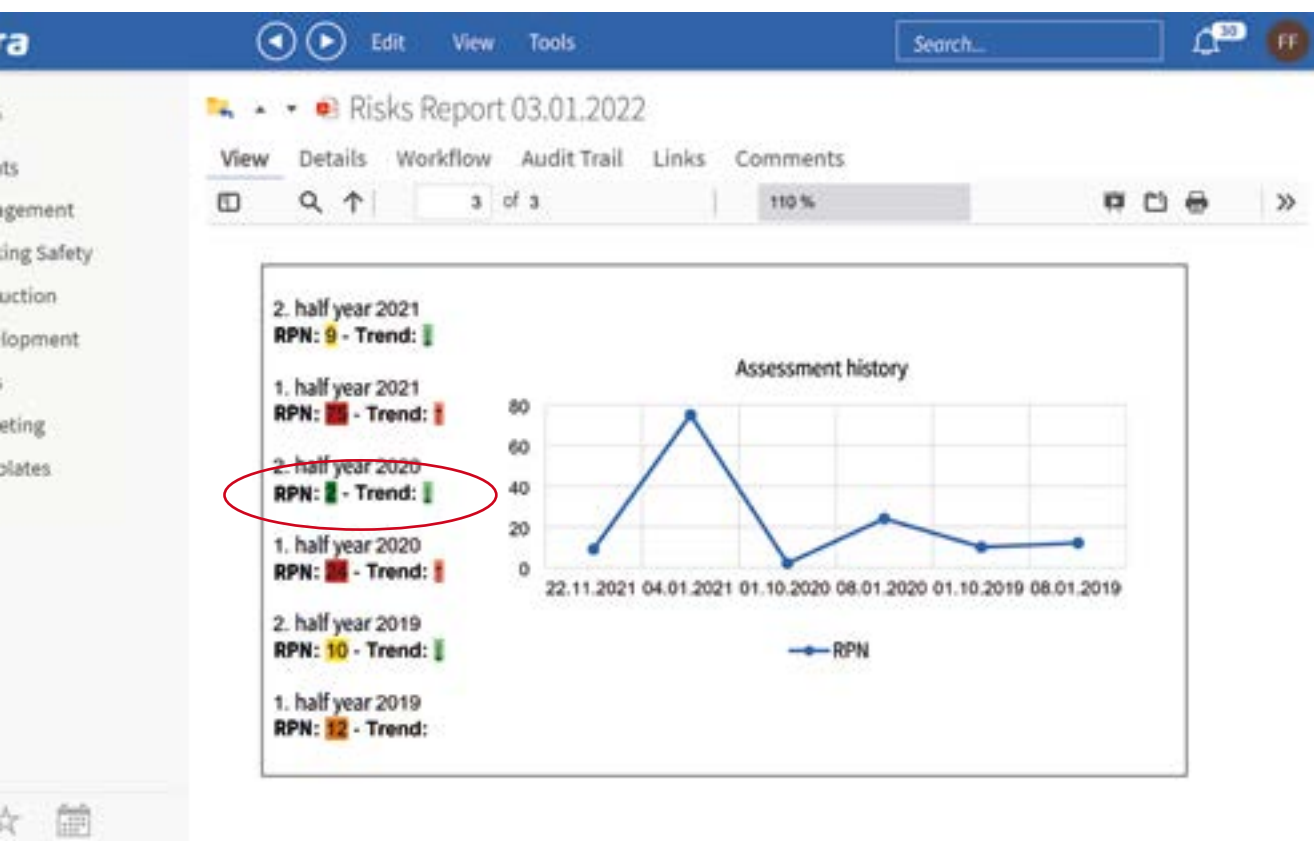 ra
Edit View Tools
Search...
30
FF
Risks Report 03.01.2022
View Details Workflow Audit Trail Links Comments
3 of 3
110 %
agement
ing Safety
uction
lopment
eting
plates
2. half year 2021
RPN: 9 - Trend: ↓
1. half year 2021
RPN: 75 - Trend: ↑
2. half year 2020
RPN: 2 - Trend: ↓
1. half year 2020
RPN: 24 - Trend: ↑
2. half year 2019
RPN: 10 - Trend: ↓
1. half year 2019
RPN: 12 - Trend:
Assessment history
80
60
40
20
0
22.11.2021 04.01.2021 01.10.2020 08.01.2020 01.10.2019 08.01.2019
RPN